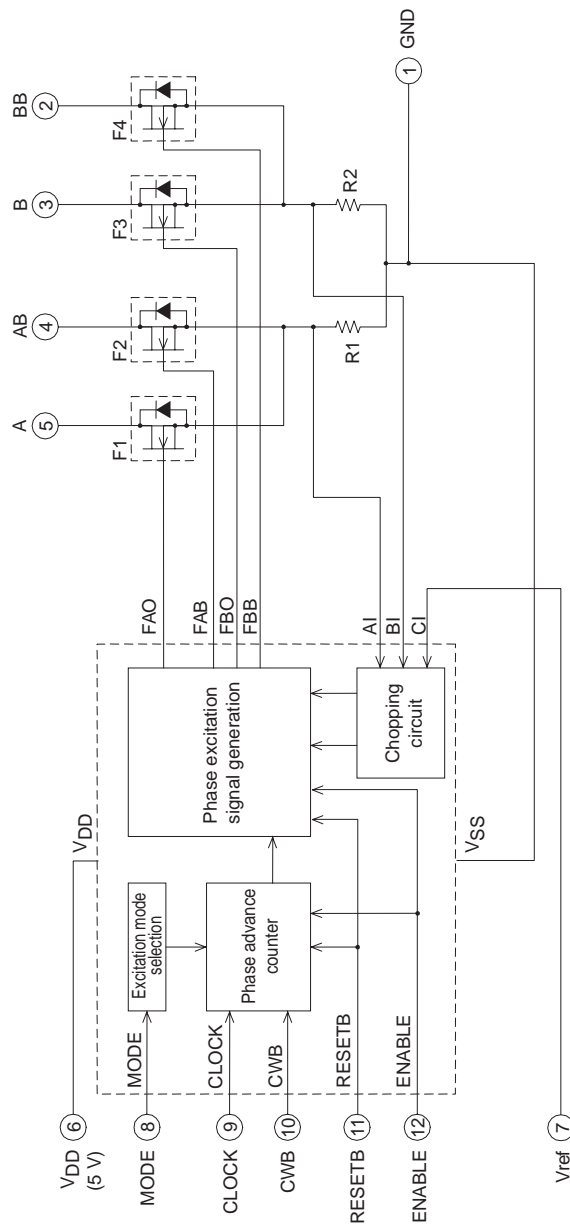 A
5
AB
4
B
3
BB
2
F1
F2
F3
F4
FAO
FAB
FBO
FBB
R1
R2
1
GND
VDD
(5 V)
6
VDD
MODE
8
MODE
Excitation mode
selection
Phase excitation
signal generation
CLOCK
9
CLOCK
Phase advance
counter
CWB
10
CWB
RESETB
11
RESETB
ENABLE
12
ENABLE
Chopping
circuit
AI
BI
CI
VSS
Vref
7